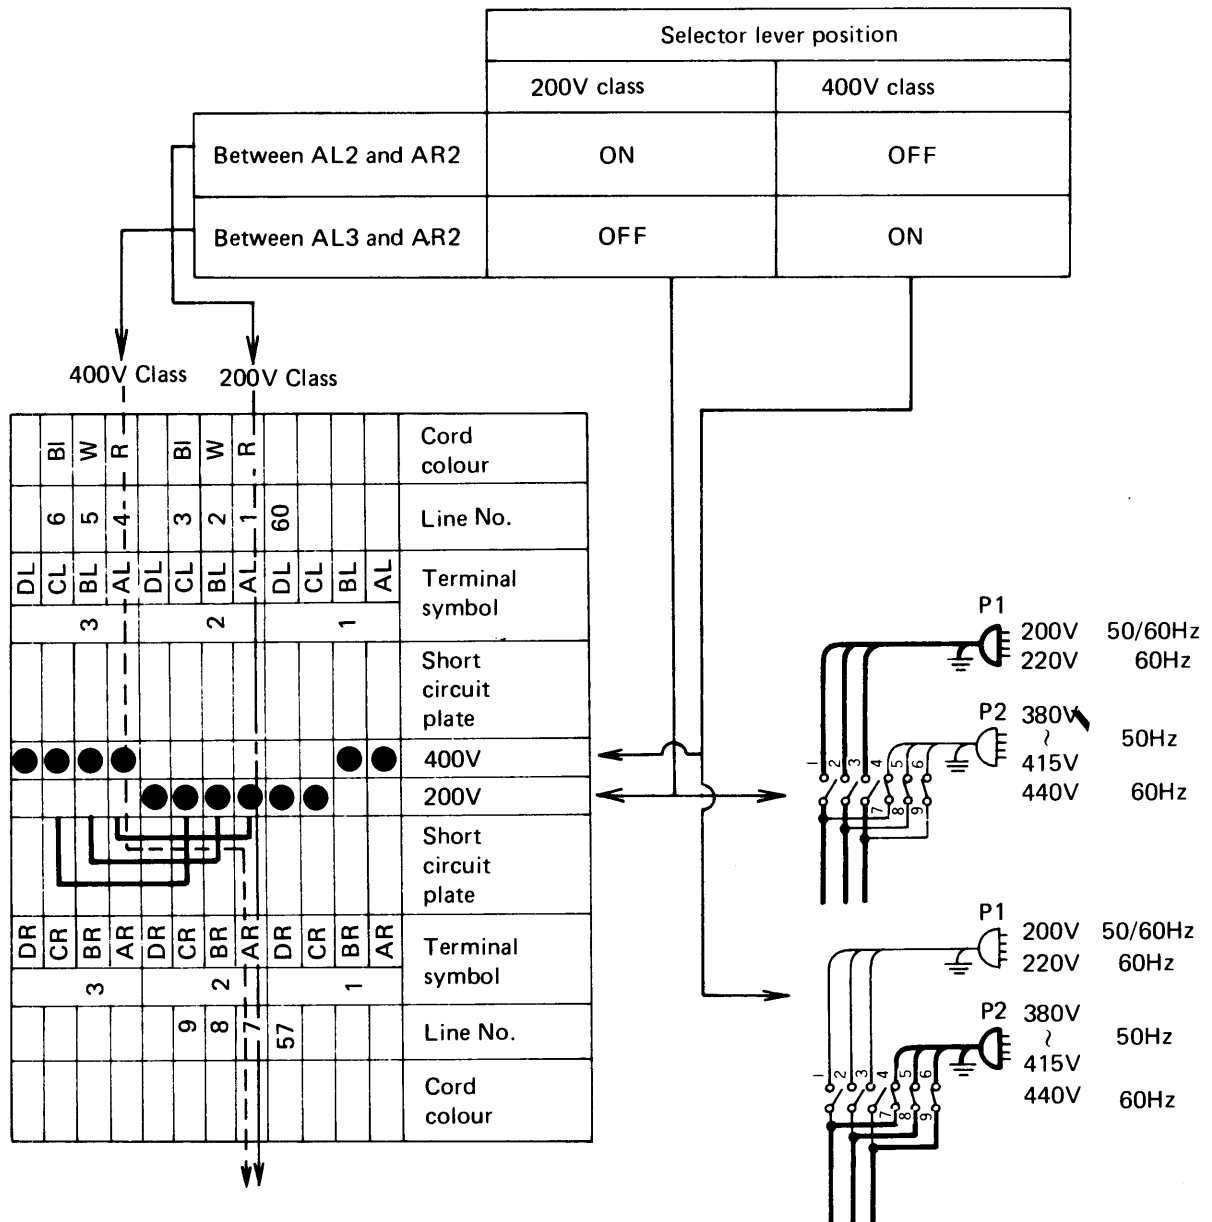 Selector lever position
200V class 400V class
Between AL2 and AR2 ON OFF
Between AL3 and AR2 OFF ON
400V Class 200V Class
Bl W R Bl W R Cord
colour
6 5 4 3 2 1 60 Line No.
DL CL BL AL DL CL BL AL DL CL BL AL Terminal
symbol
3 2 1
Short
circuit
plate
400V
200V
Short
circuit
plate
DR CR BR AR DR CR BR AR DR CR BR AR Terminal
symbol
3 2 1
9 8 7 57 Line No.
Cord
colour
P1
200V 50/60Hz
220V 60Hz
P2 380V
~ 50Hz
415V
440V 60Hz
1 2 3 4 5 6
7 8 9
P1
200V 50/60Hz
220V 60Hz
P2 380V
~ 50Hz
415V
440V 60Hz
1 2 3 4 5 6
7 8 9